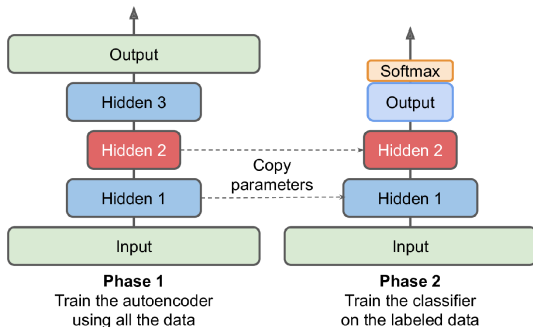 Output
Hidden 3
Hidden 2
Hidden 1
Input
Phase 1
Train the autoencoder
using all the data
Copy
parameters
Softmax
Output
Hidden 2
Hidden 1
Input
Phase 2
Train the classifier
on the labeled data